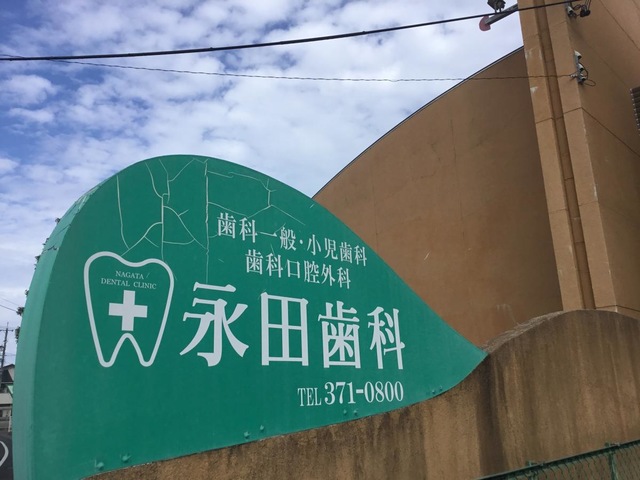 歯科一般・小児歯科
歯科口腔外科
NAGATA
DENTAL CLINIC
永田歯科
TEL 371-0800